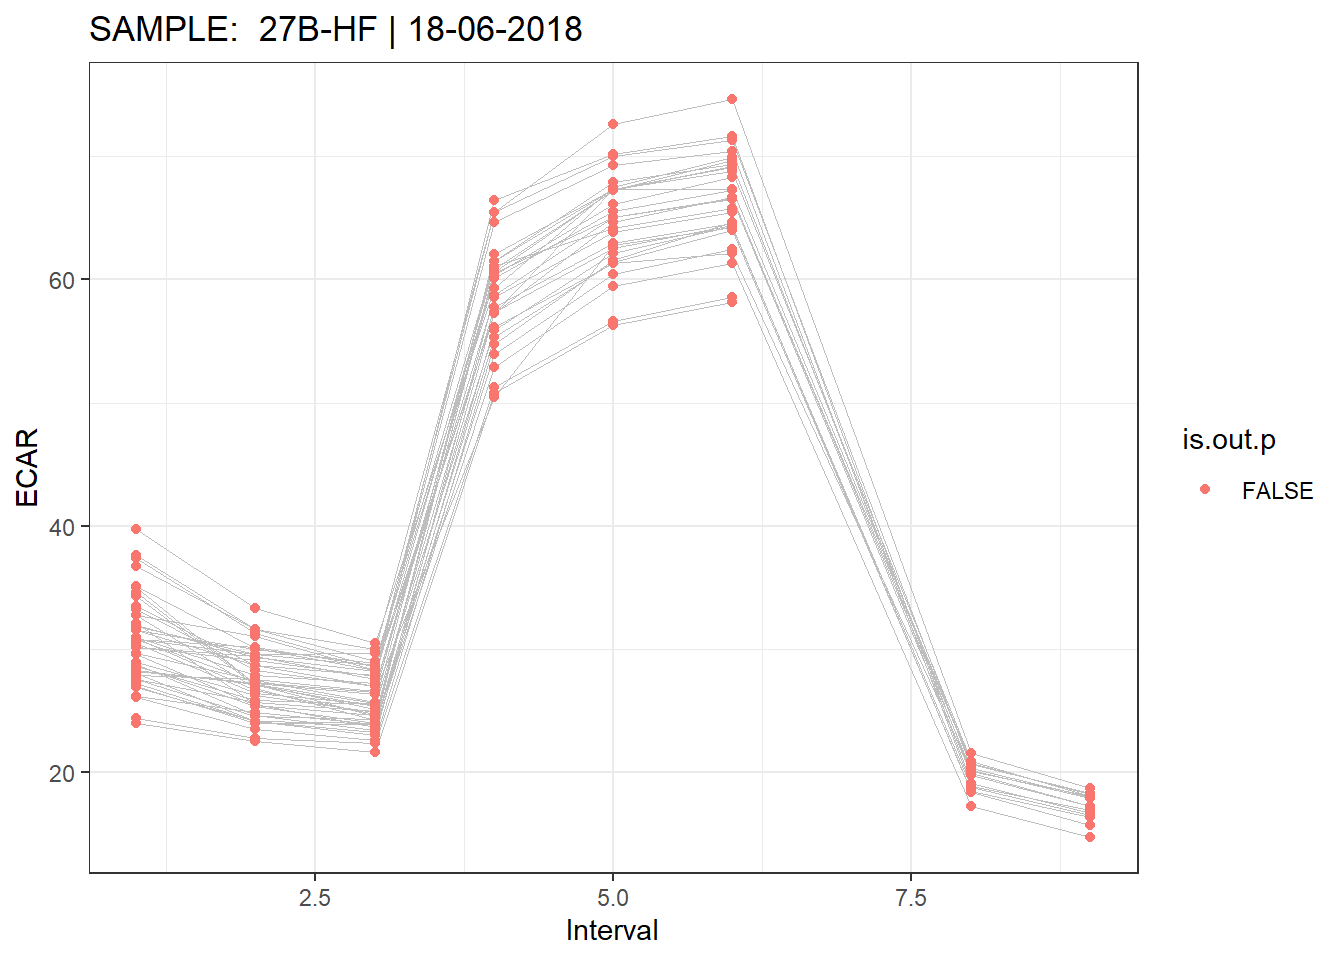 SAMPLE:  27B-HF | 18-06-2018
ECAR
60
40
20
2.5 5.0 7.5
Interval
is.out.p
FALSE